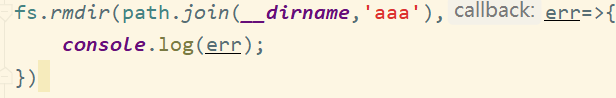 fs.rmdir(path.join(__dirname,'aaa'), callback: err=>{
    console.log(err);
})